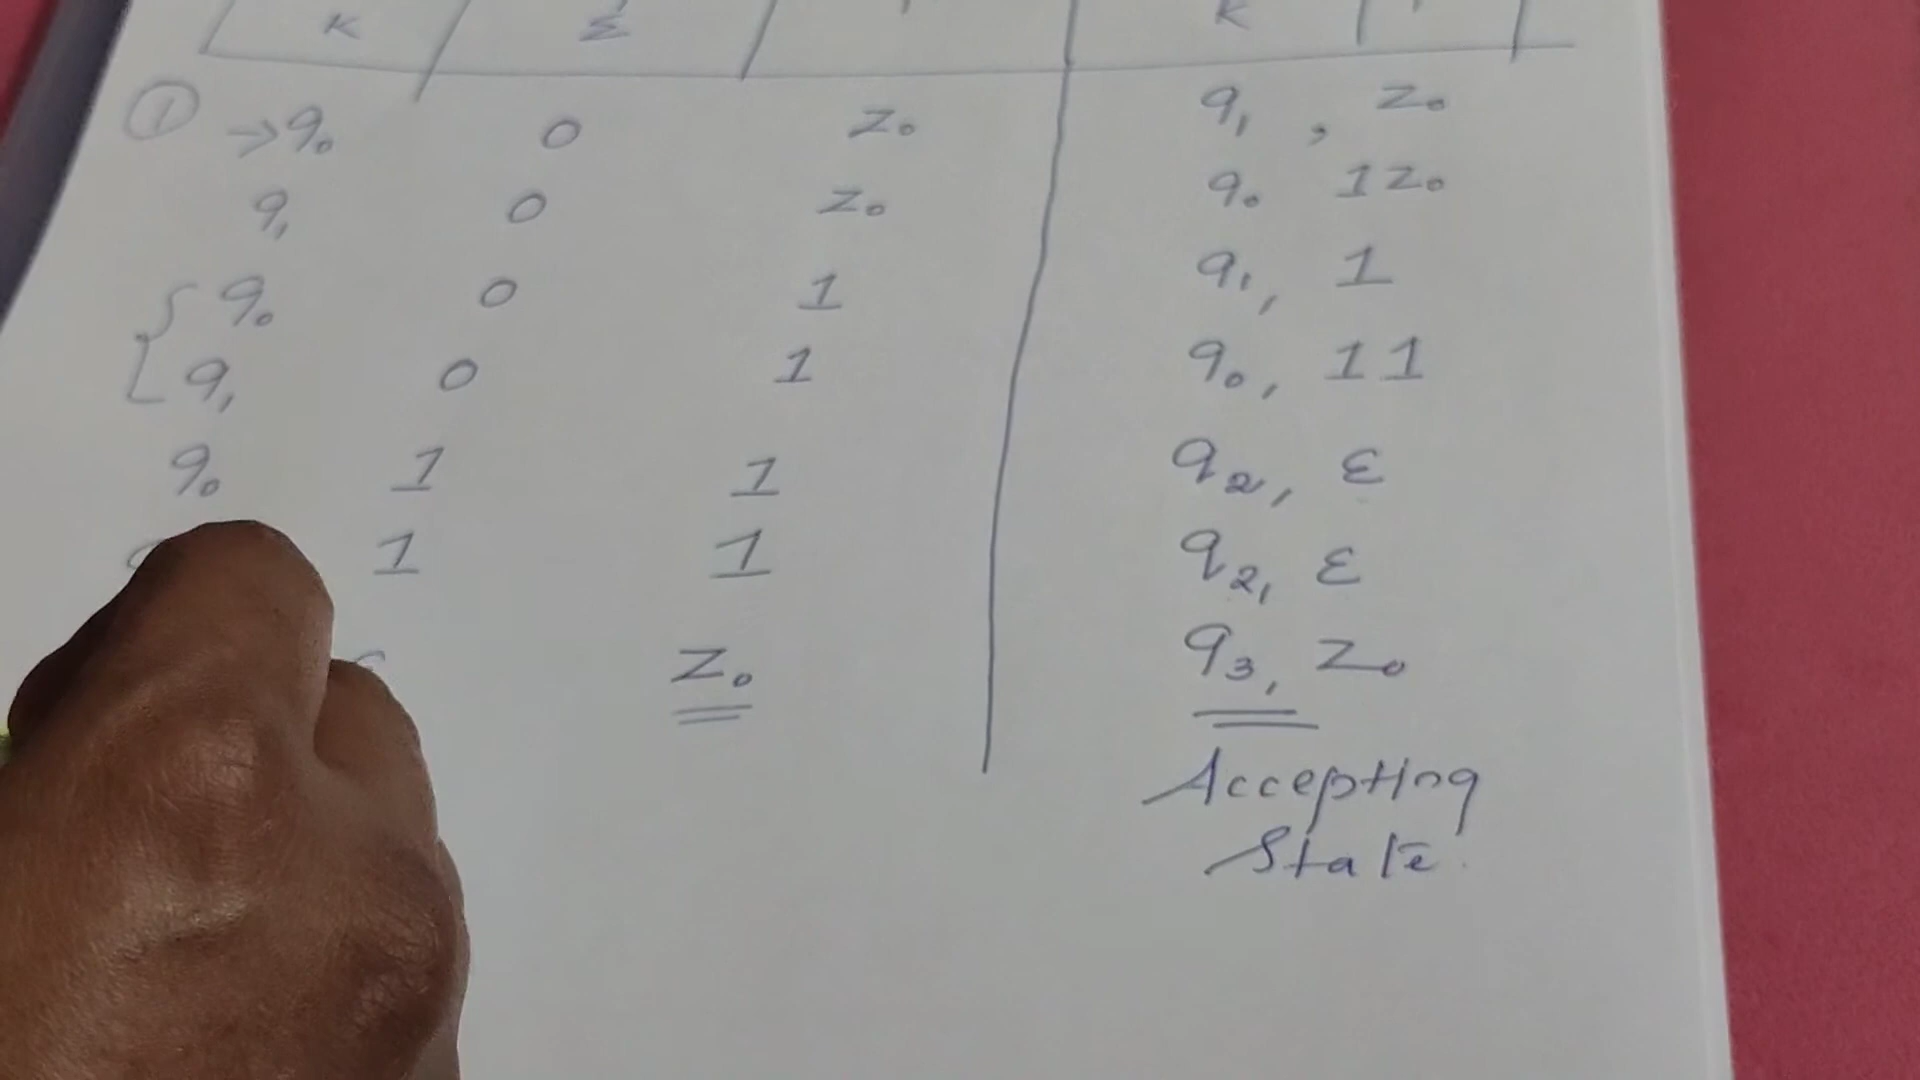 K Σ K
① → q₀ 0 z₀ q₁ , z₀
q₁ 0 z₀ q₀ 1z₀
q₀ 0 1 q₁, 1
q₁ 0 1 q₀, 11
q₀ 1 1 q₂, ε
1 1 q₂, ε
z₀ q₃, z₀
Accepting
State.